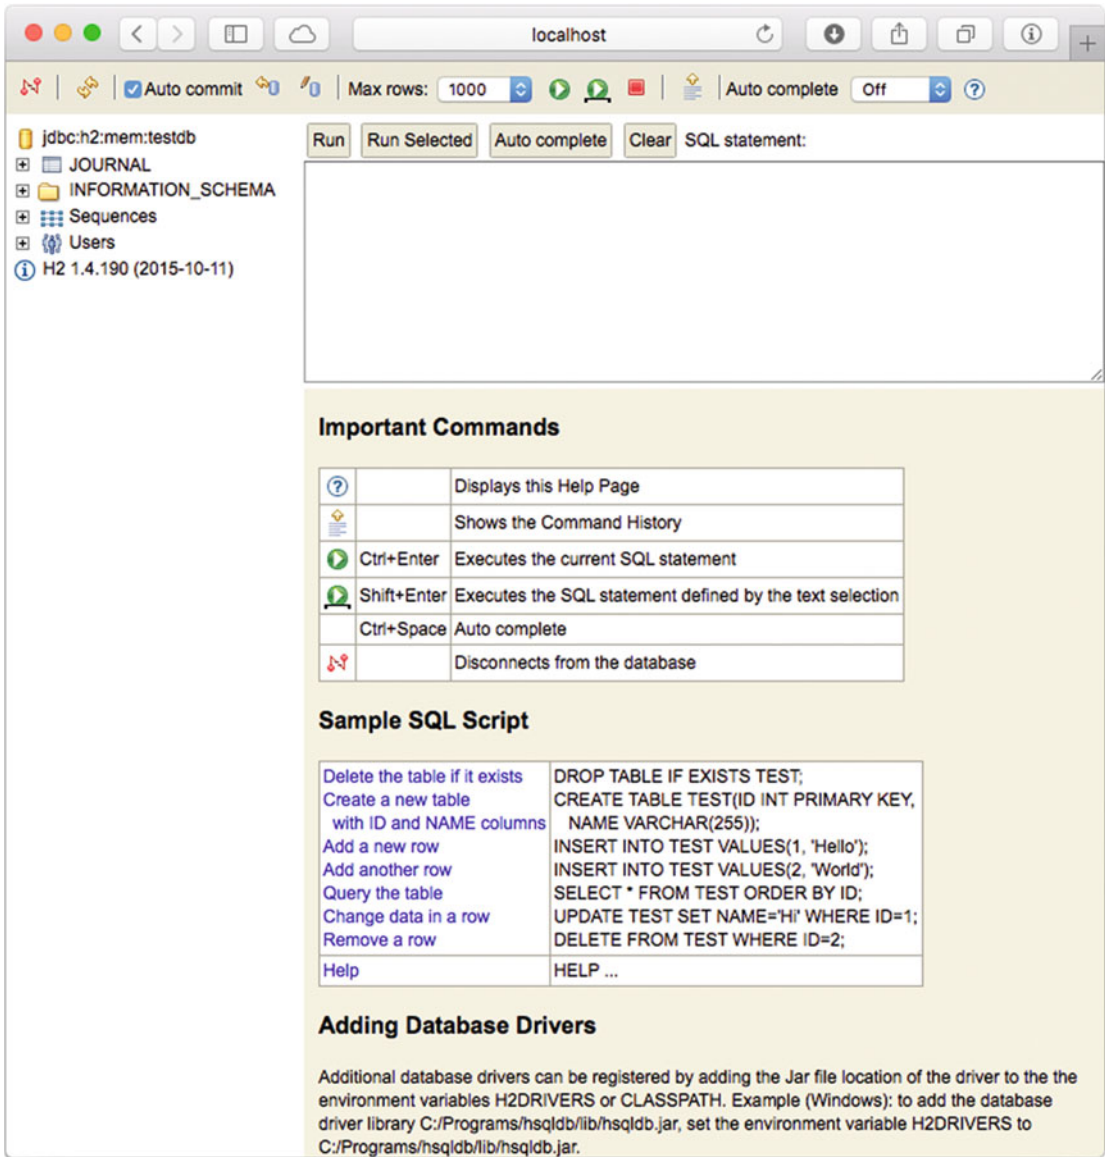 localhost
Auto commit Max rows: 1000 Auto complete Off
jdbc:h2:mem:testdb
JOURNAL
INFORMATION_SCHEMA
Sequences
Users
H2 1.4.190 (2015-10-11)
Run Run Selected Auto complete Clear SQL statement:
Important Commands
Displays this Help Page
Shows the Command History
Ctrl+Enter Executes the current SQL statement
Shift+Enter Executes the SQL statement defined by the text selection
Ctrl+Space Auto complete
Disconnects from the database
Sample SQL Script
Delete the table if it exists DROP TABLE IF EXISTS TEST;
Create a new table CREATE TABLE TEST(ID INT PRIMARY KEY,
with ID and NAME columns NAME VARCHAR(255));
Add a new row INSERT INTO TEST VALUES(1, 'Hello');
Add another row INSERT INTO TEST VALUES(2, 'World');
Query the table SELECT * FROM TEST ORDER BY ID;
Change data in a row UPDATE TEST SET NAME='Hi' WHERE ID=1;
Remove a row DELETE FROM TEST WHERE ID=2;
Help HELP ...
Adding Database Drivers
Additional database drivers can be registered by adding the Jar file location of the driver to the the
environment variables H2DRIVERS or CLASSPATH. Example (Windows): to add the database
driver library C:/Programs/hsqldb/lib/hsqldb.jar, set the environment variable H2DRIVERS to
C:/Programs/hsqldb/lib/hsqldb.jar.